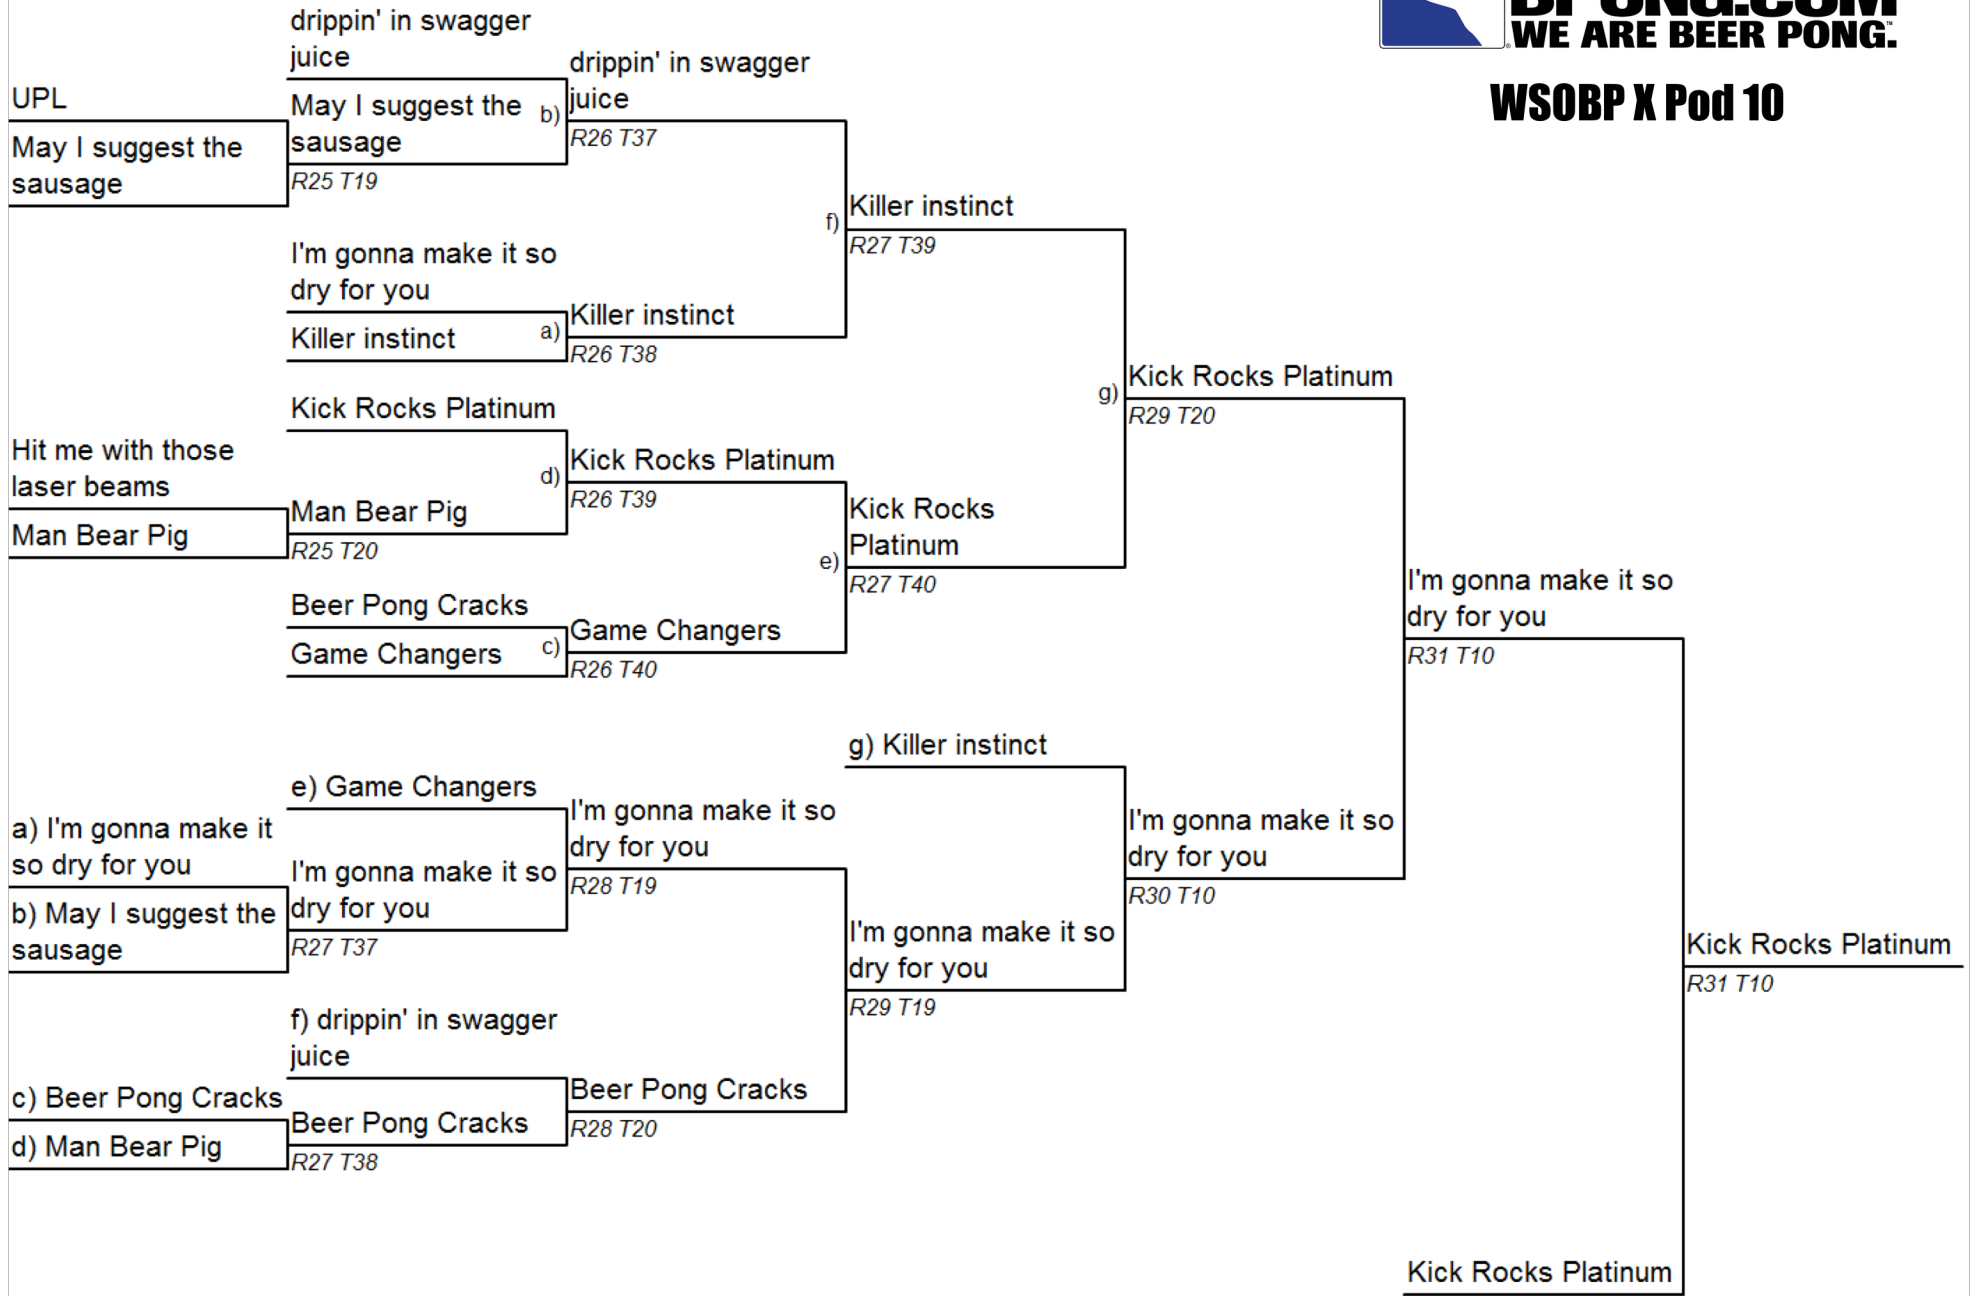 BPONG.COM
WE ARE BEER PONG.™
WSOBP X Pod 10
drippin' in swagger
juice
drippin' in swagger
juice
UPL
May I suggest the
sausage
b)
R26 T37
May I suggest the
sausage
R25 T19
Killer instinct
f)
R27 T39
I'm gonna make it so
dry for you
Killer instinct
Killer instinct
a)
R26 T38
Kick Rocks Platinum
g)
R29 T20
Kick Rocks Platinum
Hit me with those
laser beams
Kick Rocks Platinum
d)
R26 T39
Man Bear Pig
Man Bear Pig
R25 T20
Kick Rocks
Platinum
e)
R27 T40
Beer Pong Cracks
Game Changers
Game Changers
c)
R26 T40
I'm gonna make it so
dry for you
R31 T10
g) Killer instinct
e) Game Changers
I'm gonna make it so
dry for you
R28 T19
a) I'm gonna make it
so dry for you
I'm gonna make it so
dry for you
R27 T37
b) May I suggest the
sausage
I'm gonna make it so
dry for you
R30 T10
I'm gonna make it so
dry for you
R29 T19
Kick Rocks Platinum
R31 T10
f) drippin' in swagger
juice
c) Beer Pong Cracks
Beer Pong Cracks
R28 T20
Beer Pong Cracks
d) Man Bear Pig
R27 T38
Kick Rocks Platinum